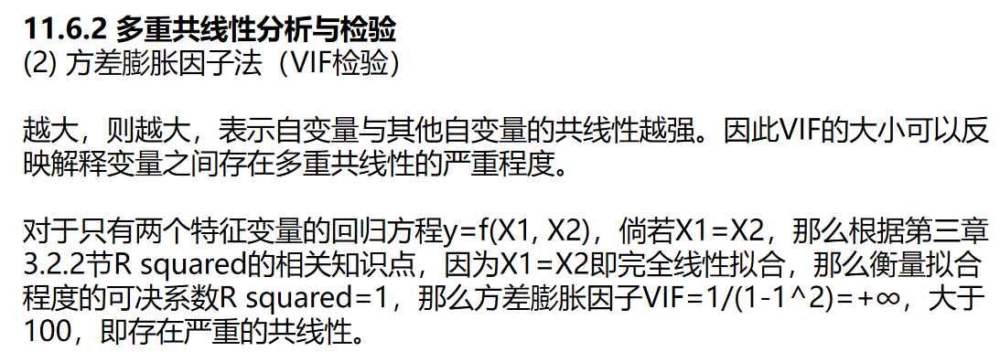 11.6.2 多重共线性分析与检验
(2) 方差膨胀因子法（VIF检验）
越大，则越大，表示自变量与其他自变量的共线性越强。因此VIF的大小可以反
映解释变量之间存在多重共线性的严重程度。
对于只有两个特征变量的回归方程y=f(X1, X2)，倘若X1=X2，那么根据第三章
3.2.2节R squared的相关知识点，因为X1=X2即完全线性拟合，那么衡量拟合
程度的可决系数R squared=1，那么方差膨胀因子VIF=1/(1-1^2)=+∞，大于
100，即存在严重的共线性。